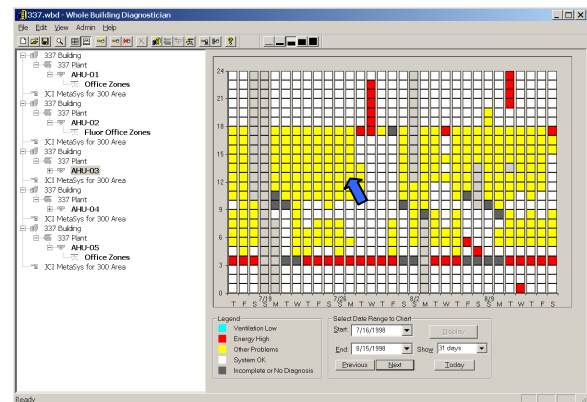 337.wbd - Whole Building Diagnostician
File Edit View Admin Help
337 Building
337 Plant
AHU-01
Office Zones
JCI MetaSys for 300 Area
337 Building
337 Plant
AHU-02
Fluor Office Zones
JCI MetaSys for 300 Area
337 Building
337 Plant
AHU-03
JCI MetaSys for 300 Area
337 Building
337 Plant
AHU-04
JCI MetaSys for 300 Area
337 Building
337 Plant
AHU-05
Office Zones
JCI MetaSys for 300 Area
24
21
18
15
12
9
6
3
0
7/19 7/26 8/2 8/9
T F S S M T W T F S S M T W T F S S M T W T F S S M T W T F S
Legend
Ventilation Low
Energy High
Other Problems
System OK
Incomplete or No Diagnosis
Select Date Range to Chart
Start: 7/16/1998 Display
End: 8/15/1998 Show 31 days
Previous Next Today
Ready